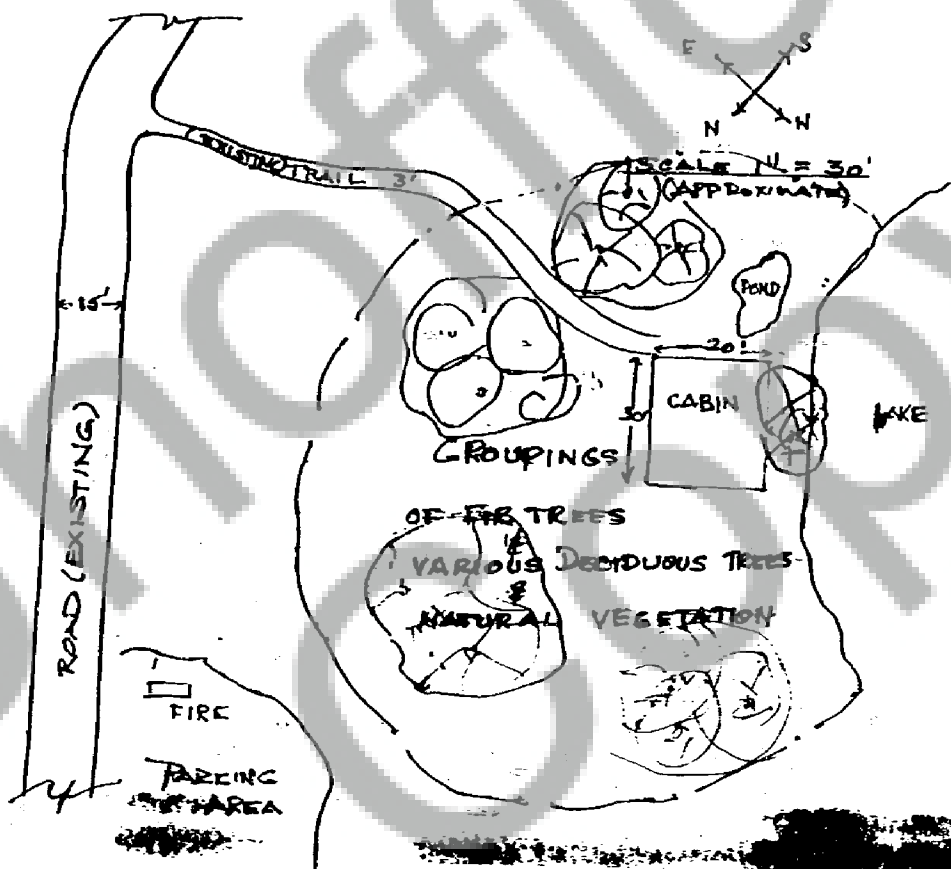 E
S
N
N
SCALE 1" = 30'
(APPROXIMATE)
EXISTING TRAIL 3'
15'
POND
20'
30'
CABIN
LAKE
GROUPINGS
OF FIR TREES
&
VARIOUS DECIDUOUS TREES
&
NATURAL VEGETATION
ROAD (EXISTING)
FIRE
PARKING
AREA